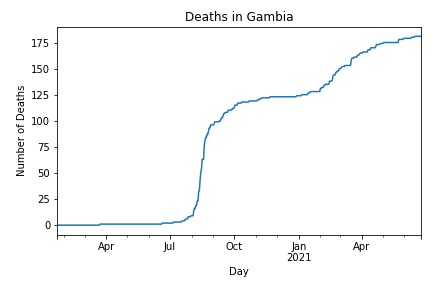 Deaths in Gambia
Number of Deaths
175
150
125
100
75
50
25
0
Apr
Jul
Oct
Jan
2021
Apr
Day